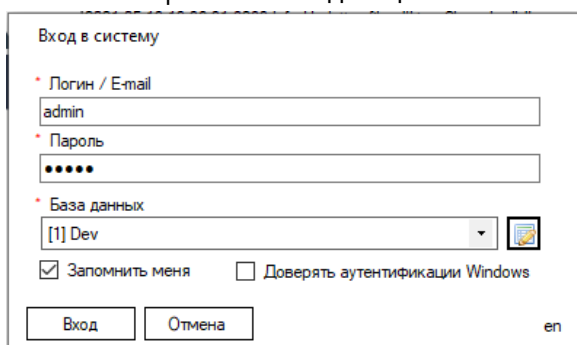 Вход в систему
* Логин / E-mail
admin
* Пароль
•••••
* База данных
[1] Dev
Запомнить меня Доверять аутентификации Windows
Вход Отмена en